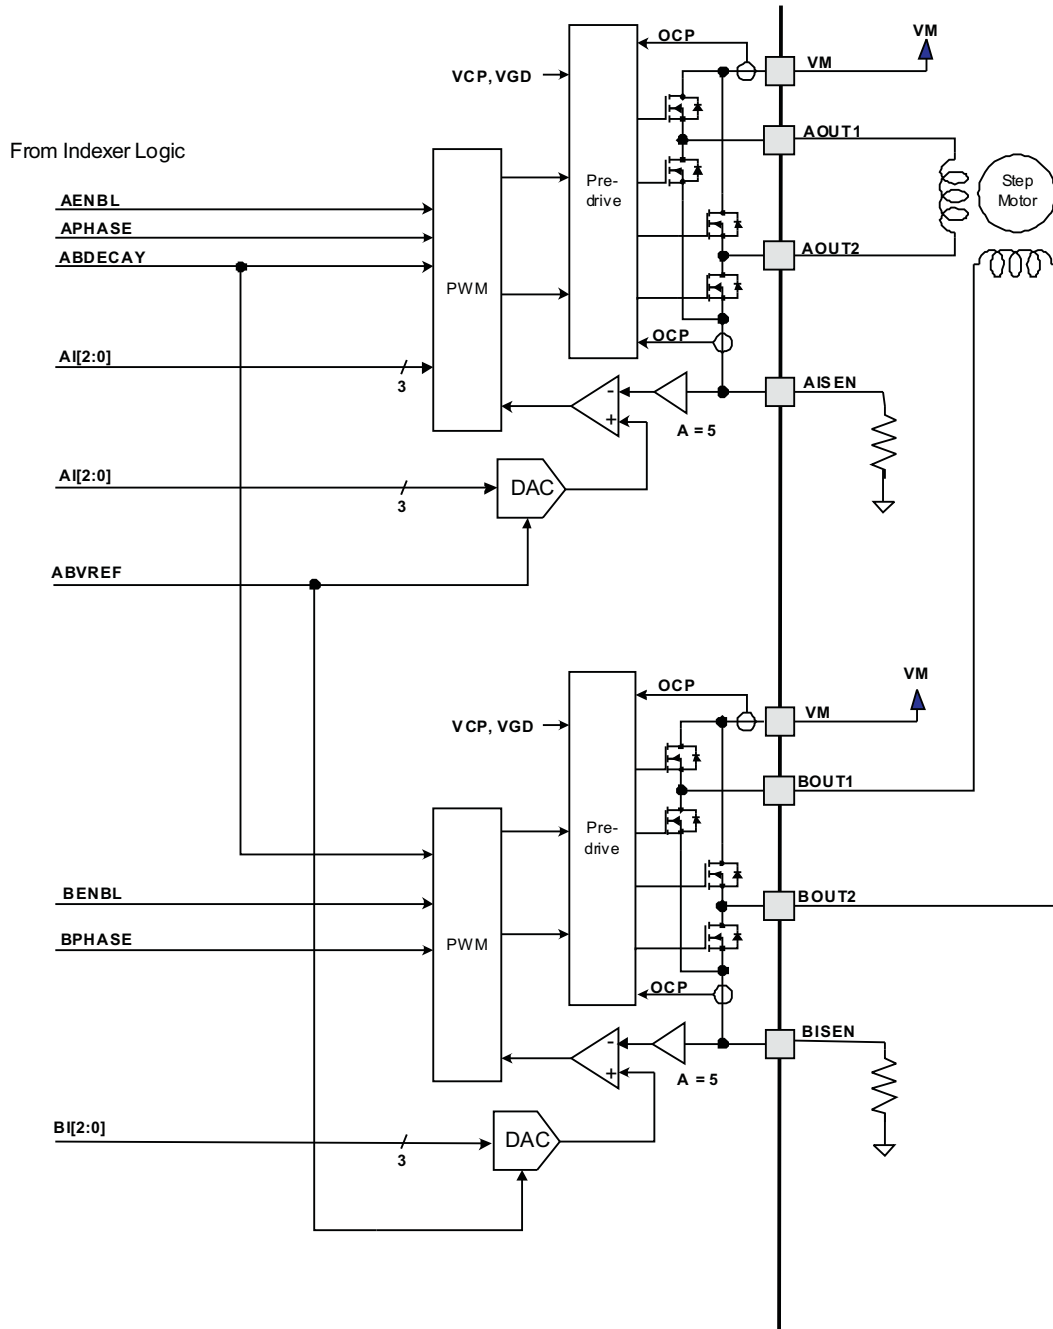 OCP
VM
VCP, VGD
VM
AOUT1
From Indexer Logic
Pre-
drive
Step
Motor
AENBL
APHASE
ABDECAY
AOUT2
PWM
OCP
AI[2:0]
3
AISEN
-
+
A = 5
AI[2:0]
3
DAC
ABVREF
OCP
VM
VCP, VGD
VM
BOUT1
Pre-
drive
BENBL
BOUT2
BPHASE
PWM
OCP
BISEN
-
+
A = 5
BI[2:0]
3
DAC